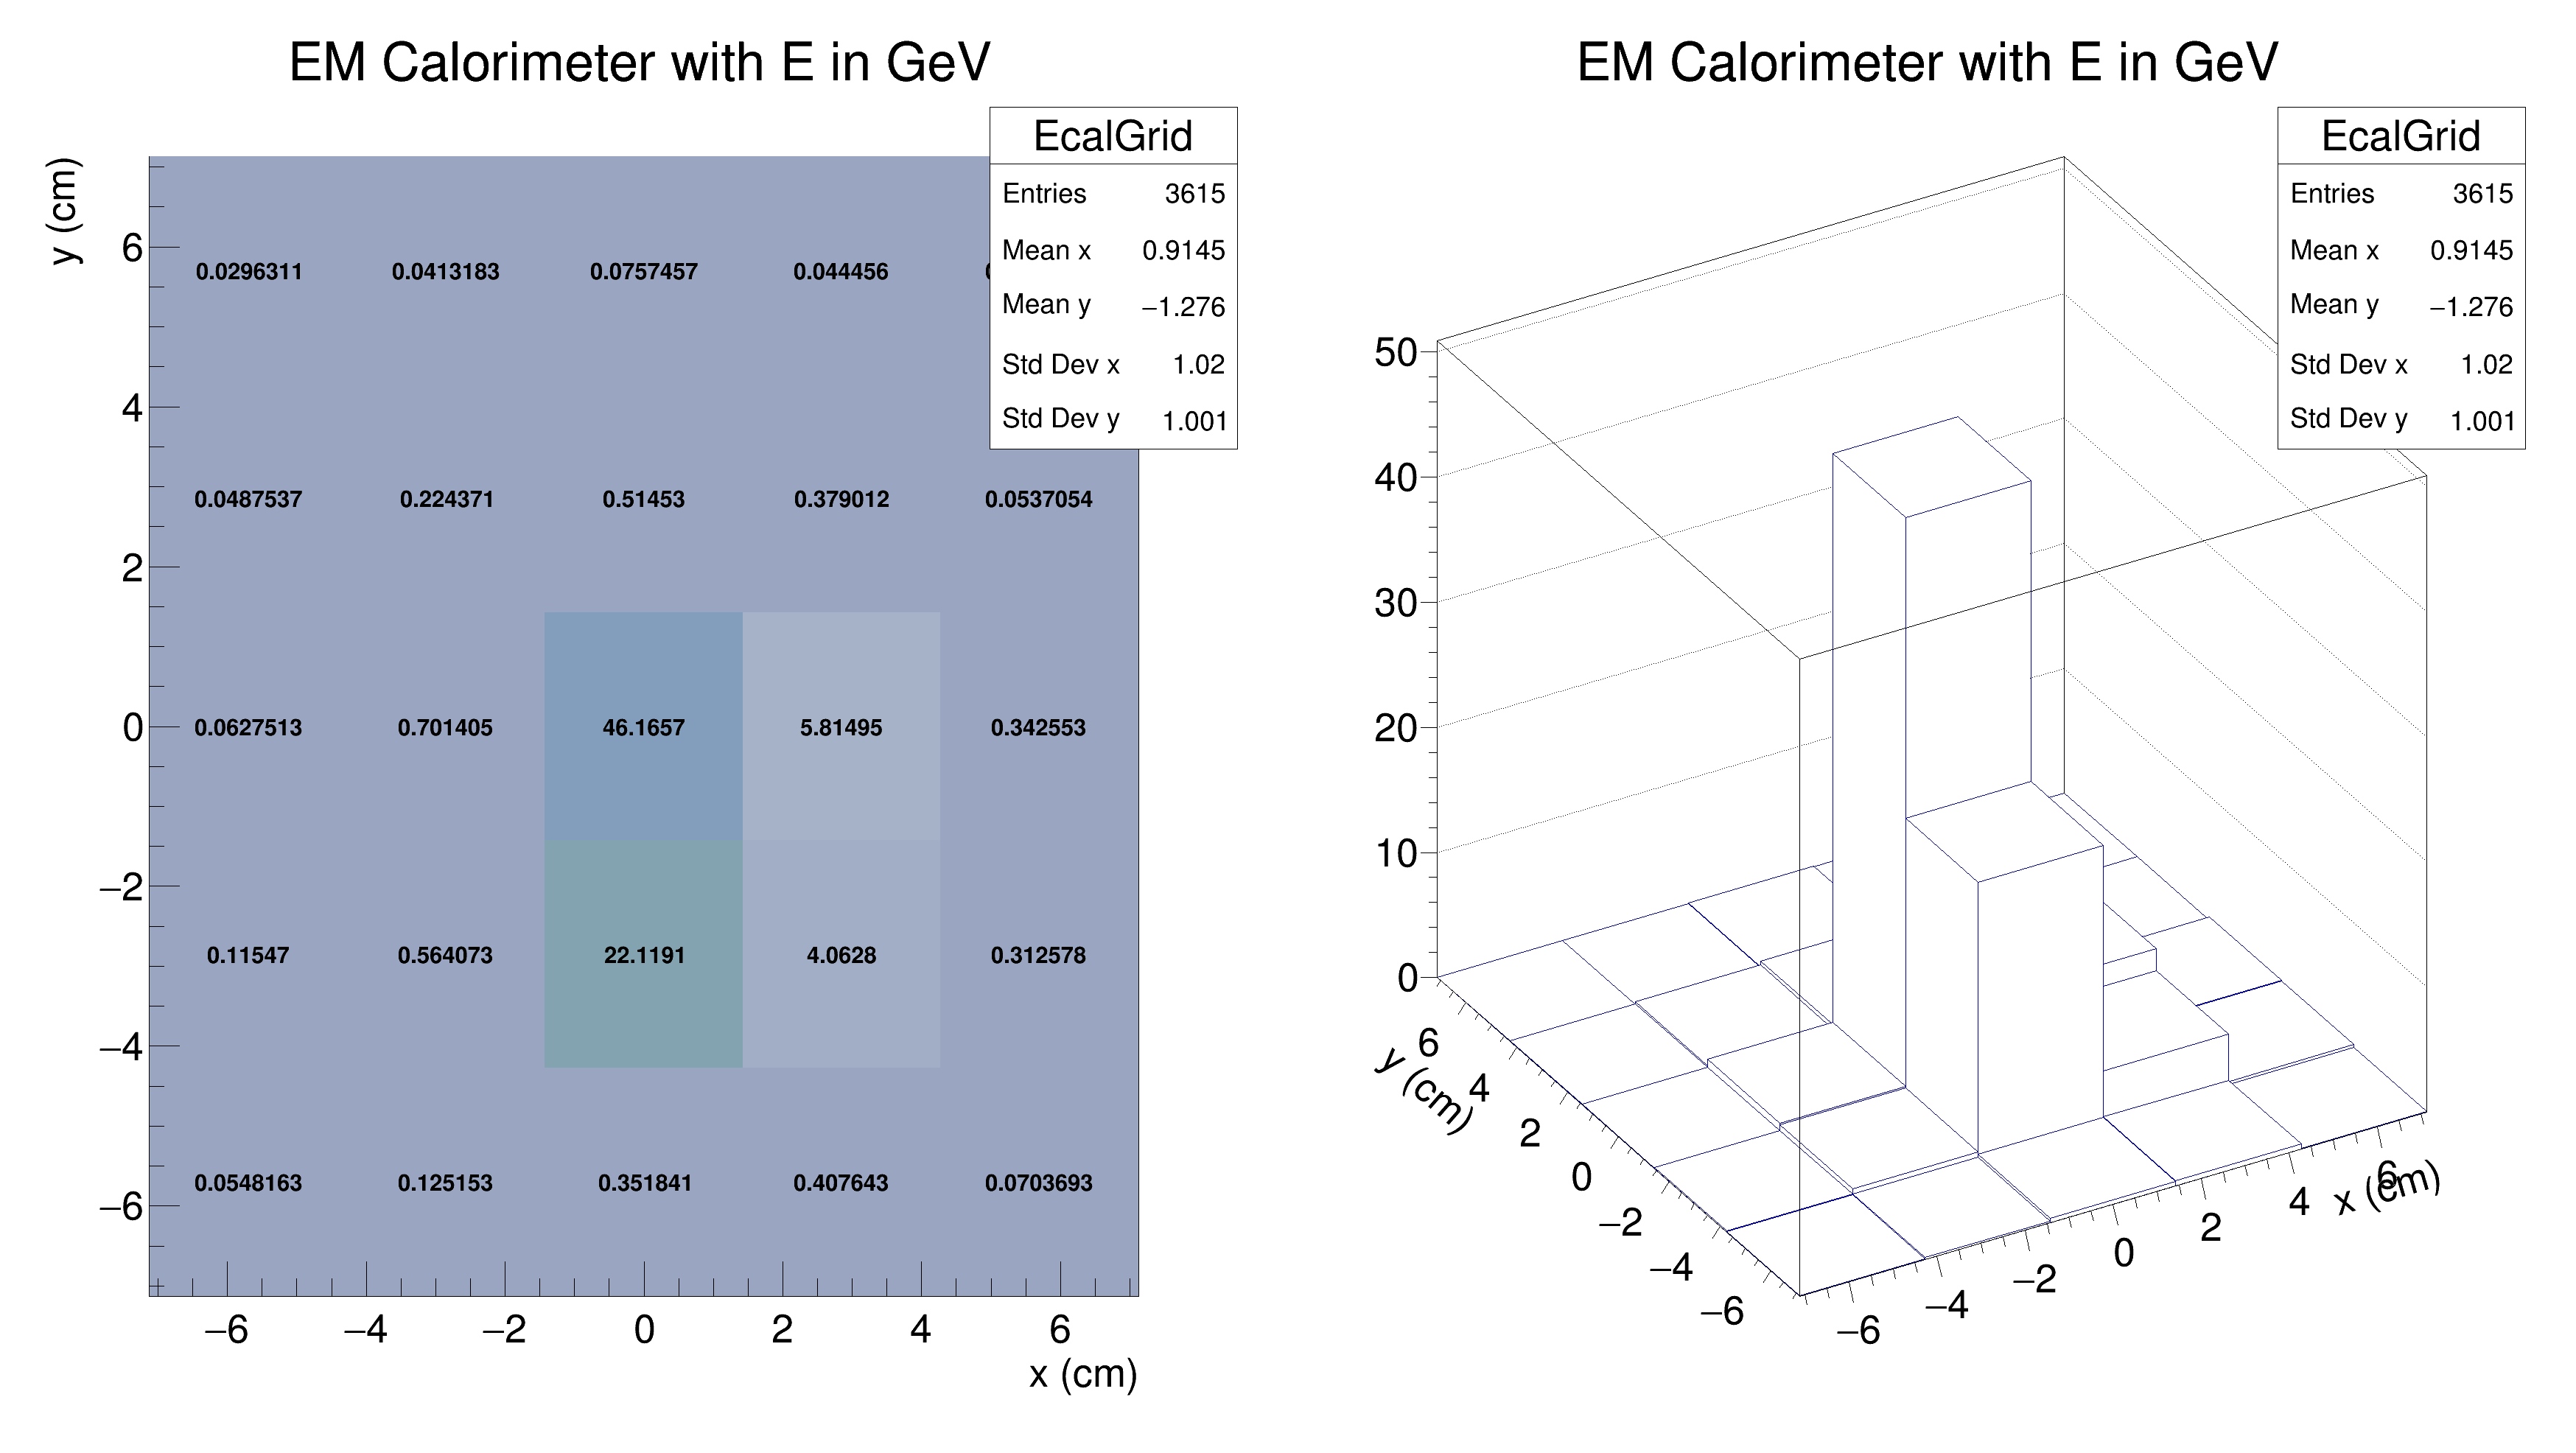 EM Calorimeter with E in GeV
EcalGrid
Entries 3615
Mean x 0.9145
Mean y −1.276
Std Dev x 1.02
Std Dev y 1.001
y (cm)
6
4
2
0
−2
−4
−6
0.0296311 0.0413183 0.0757457 0.044456
0.0487537 0.224371 0.51453 0.379012 0.0537054
0.0627513 0.701405 46.1657 5.81495 0.342553
0.11547 0.564073 22.1191 4.0628 0.312578
0.0548163 0.125153 0.351841 0.407643 0.0703693
−6 −4 −2 0 2 4 6
x (cm)
EM Calorimeter with E in GeV
EcalGrid
Entries 3615
Mean x 0.9145
Mean y −1.276
Std Dev x 1.02
Std Dev y 1.001
50
40
30
20
10
0
y (cm)
6
4
2
0
−2
−4
−6
−6 −4 −2 0 2 4 6
x (cm)